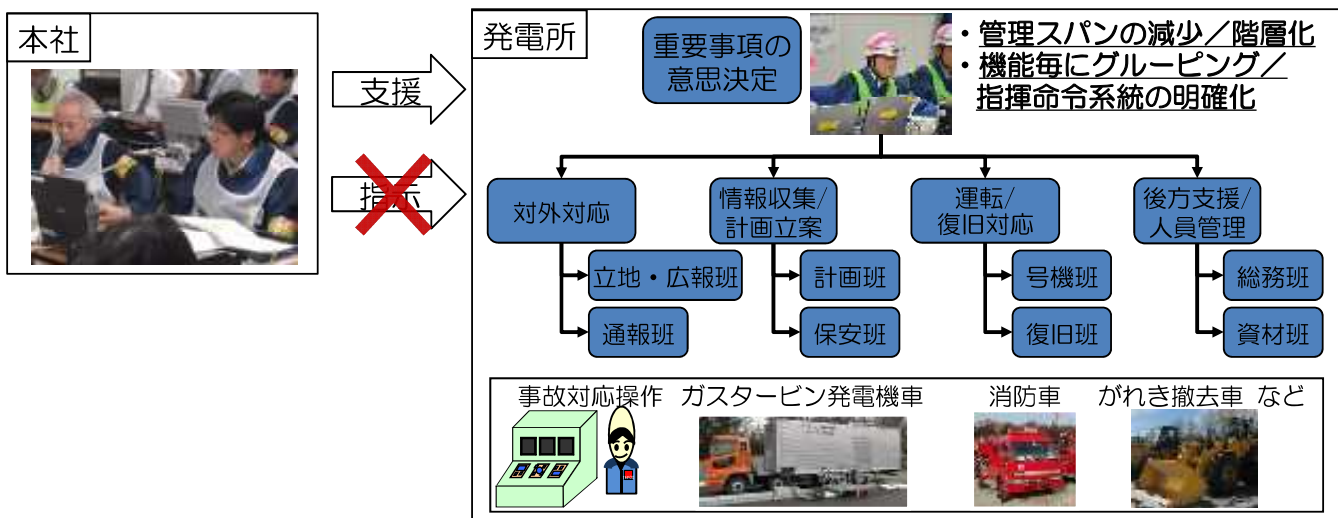 本社
支援
指示
発電所
重要事項の
意思決定
・管理スパンの減少／階層化
・機能毎にグルーピング／
指揮命令系統の明確化
対外対応
情報収集/
計画立案
運転/
復旧対応
後方支援/
人員管理
立地・広報班
計画班
号機班
総務班
通報班
保安班
復旧班
資材班
事故対応操作
ガスタービン発電機車
消防車
がれき撤去車 など